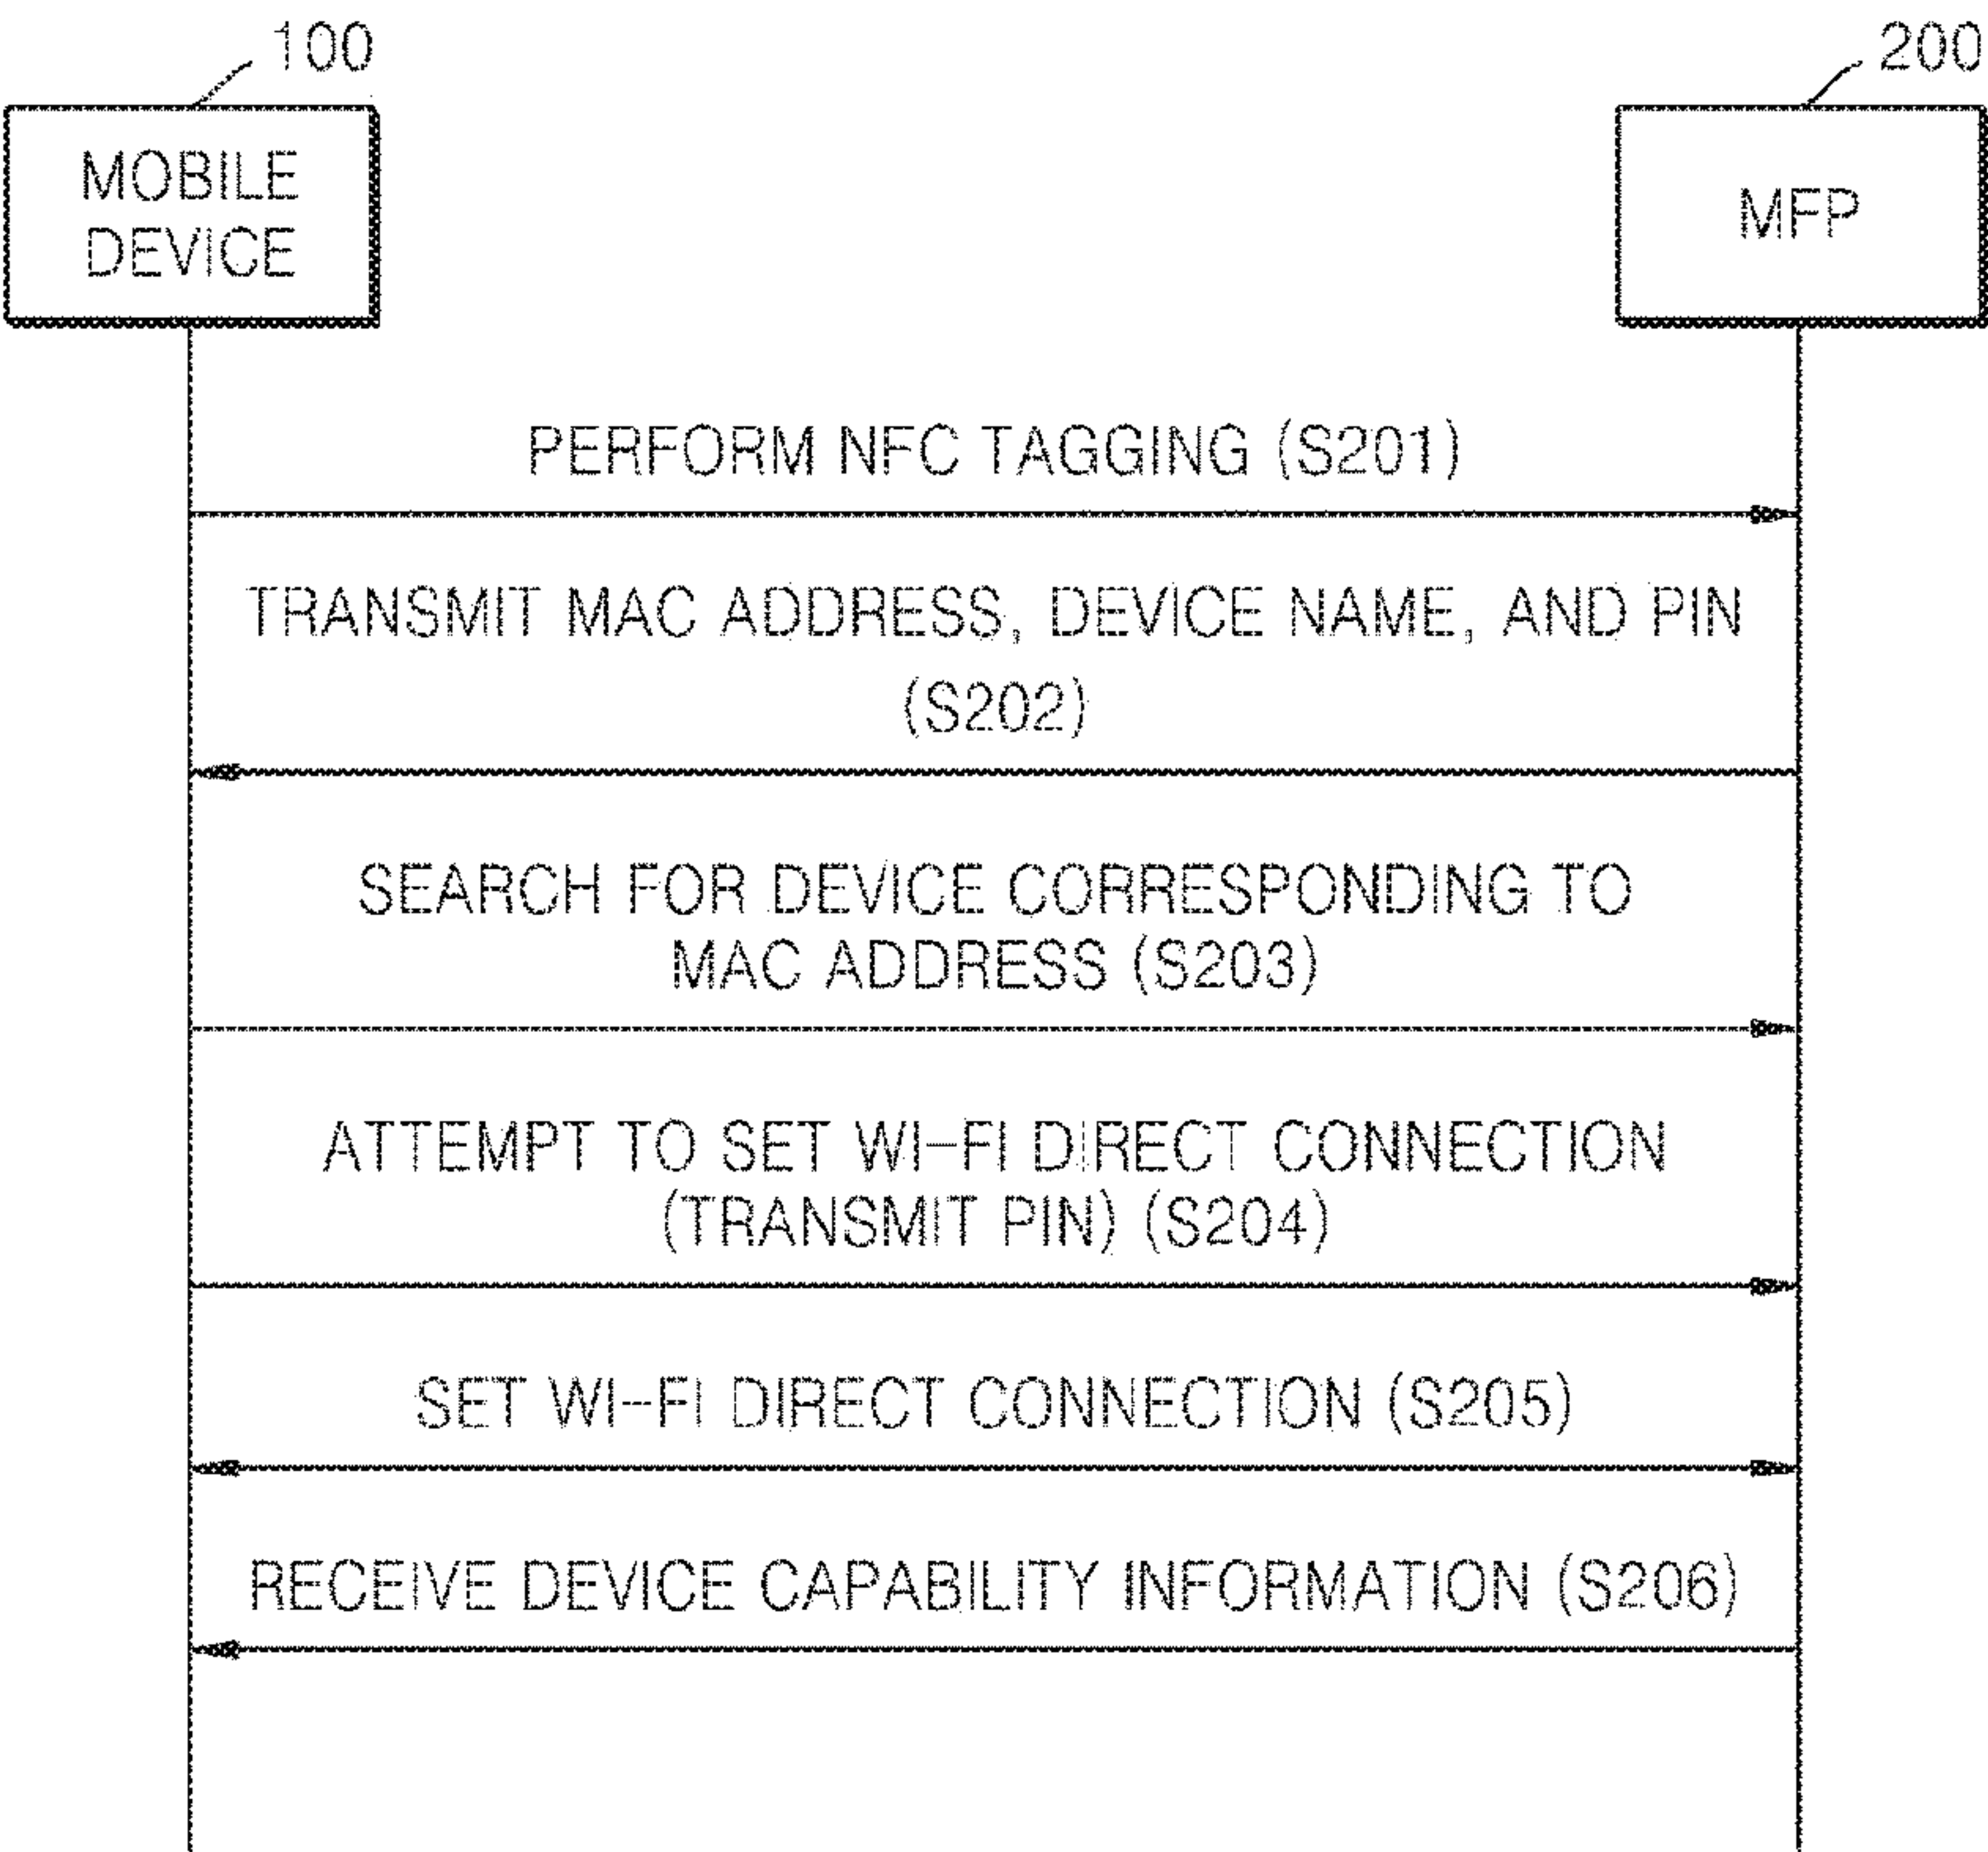 100
200
MOBILE
DEVICE
MFP
PERFORM NFC TAGGING (S201)
TRANSMIT MAC ADDRESS, DEVICE NAME, AND PIN
(S202)
SEARCH FOR DEVICE CORRESPONDING TO
MAC ADDRESS (S203)
ATTEMPT TO SET WI-FI DIRECT CONNECTION
(TRANSMIT PIN) (S204)
SET WI-FI DIRECT CONNECTION (S205)
RECEIVE DEVICE CAPABILITY INFORMATION (S206)